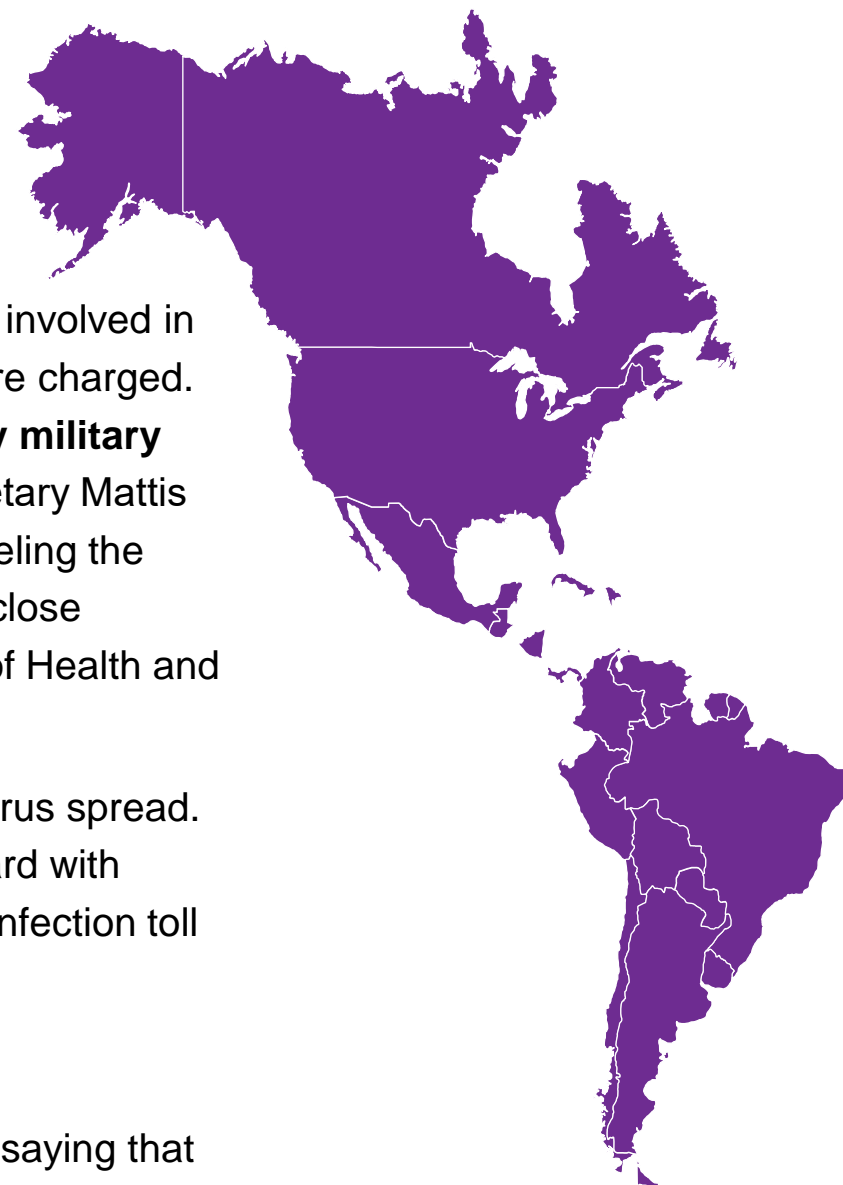 involved in
re charged.
y military
etary Mattis
eling the
close
of Health and
rus spread.
ard with
nfection toll
saying that